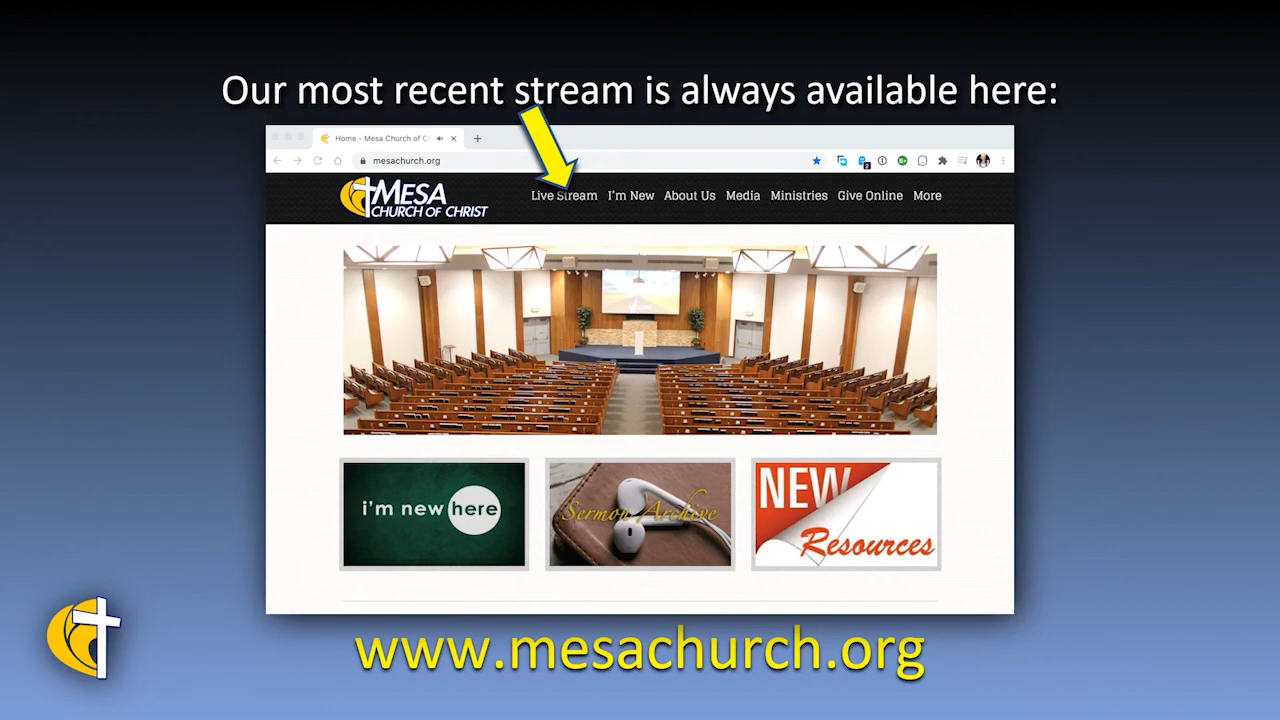 Our most recent stream is always available here:
Home - Mesa Church of C
mesachurch.org
2
MESA
CHURCH OF CHRIST
Live Stream I'm New About Us Media Ministries Give Online More
i'm new here
Sermon Archive
NEW
Resources
www.mesachurch.org